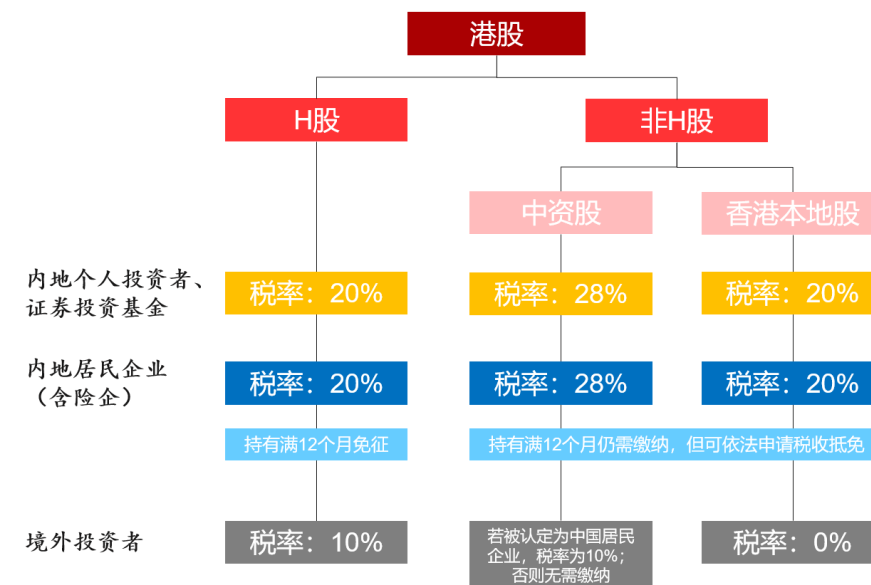 港股
H股
非H股
中资股
香港本地股
内地个人投资者、
证券投资基金
税率：20%
税率：28%
税率：20%
内地居民企业
（含险企）
税率：20%
税率：28%
税率：20%
持有满12个月免征
持有满12个月仍需缴纳，但可依法申请税收抵免
境外投资者
税率：10%
若被认定为中国居民
企业，税率为10%；
否则无需缴纳
税率：0%